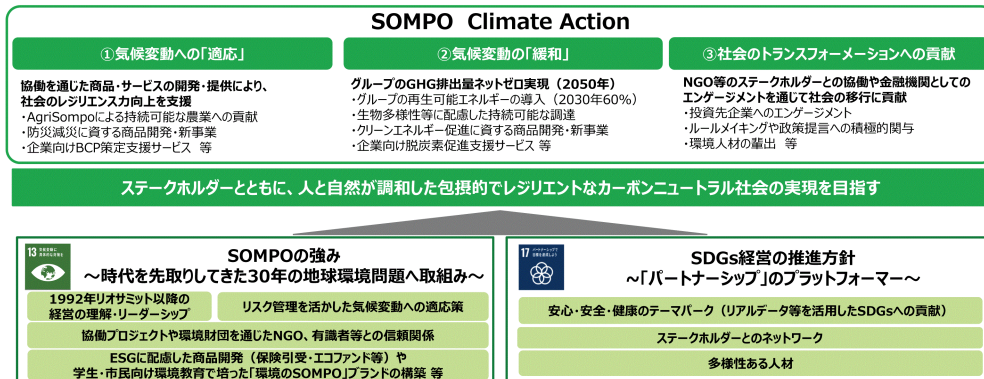 SOMPO Climate Action
①気候変動への「適応」
協働を通じた商品・サービスの開発・提供により、
社会のレジリエンス力向上を支援
・AgriSompoによる持続可能な農業への貢献
・防災減災に資する商品開発・新事業
・企業向けBCP策定支援サービス 等
②気候変動の「緩和」
グループのGHG排出量ネットゼロ実現（2050年）
・グループの再生可能エネルギーの導入（2030年60%）
・生物多様性等に配慮した持続可能な調達
・クリーンエネルギー促進に資する商品開発・新事業
・企業向け脱炭素促進支援サービス 等
③社会のトランスフォーメーションへの貢献
NGO等のステークホルダーとの協働や金融機関としての
エンゲージメントを通じて社会の移行に貢献
・投資先企業へのエンゲージメント
・ルールメイキングや政策提言への積極的関与
・環境人材の輩出 等
ステークホルダーとともに、人と自然が調和した包摂的でレジリエントなカーボンニュートラル社会の実現を目指す
13 気候変動に
具体的な対策を
SOMPOの強み
～時代を先取りしてきた30年の地球環境問題へ取組み～
1992年リオサミット以降の
経営の理解・リーダーシップ
リスク管理を活かした気候変動への適応策
協働プロジェクトや環境財団を通じたNGO、有識者等との信頼関係
ESGに配慮した商品開発（保険引受・エコファンド等）や
学生・市民向け環境教育で培った「環境のSOMPO」ブランドの構築 等
17 パートナーシップで
目標を達成しよう
SDGs経営の推進方針
～「パートナーシップ」のプラットフォーマー～
安心・安全・健康のテーマパーク（リアルデータ等を活用したSDGsへの貢献）
ステークホルダーとのネットワーク
多様性ある人材